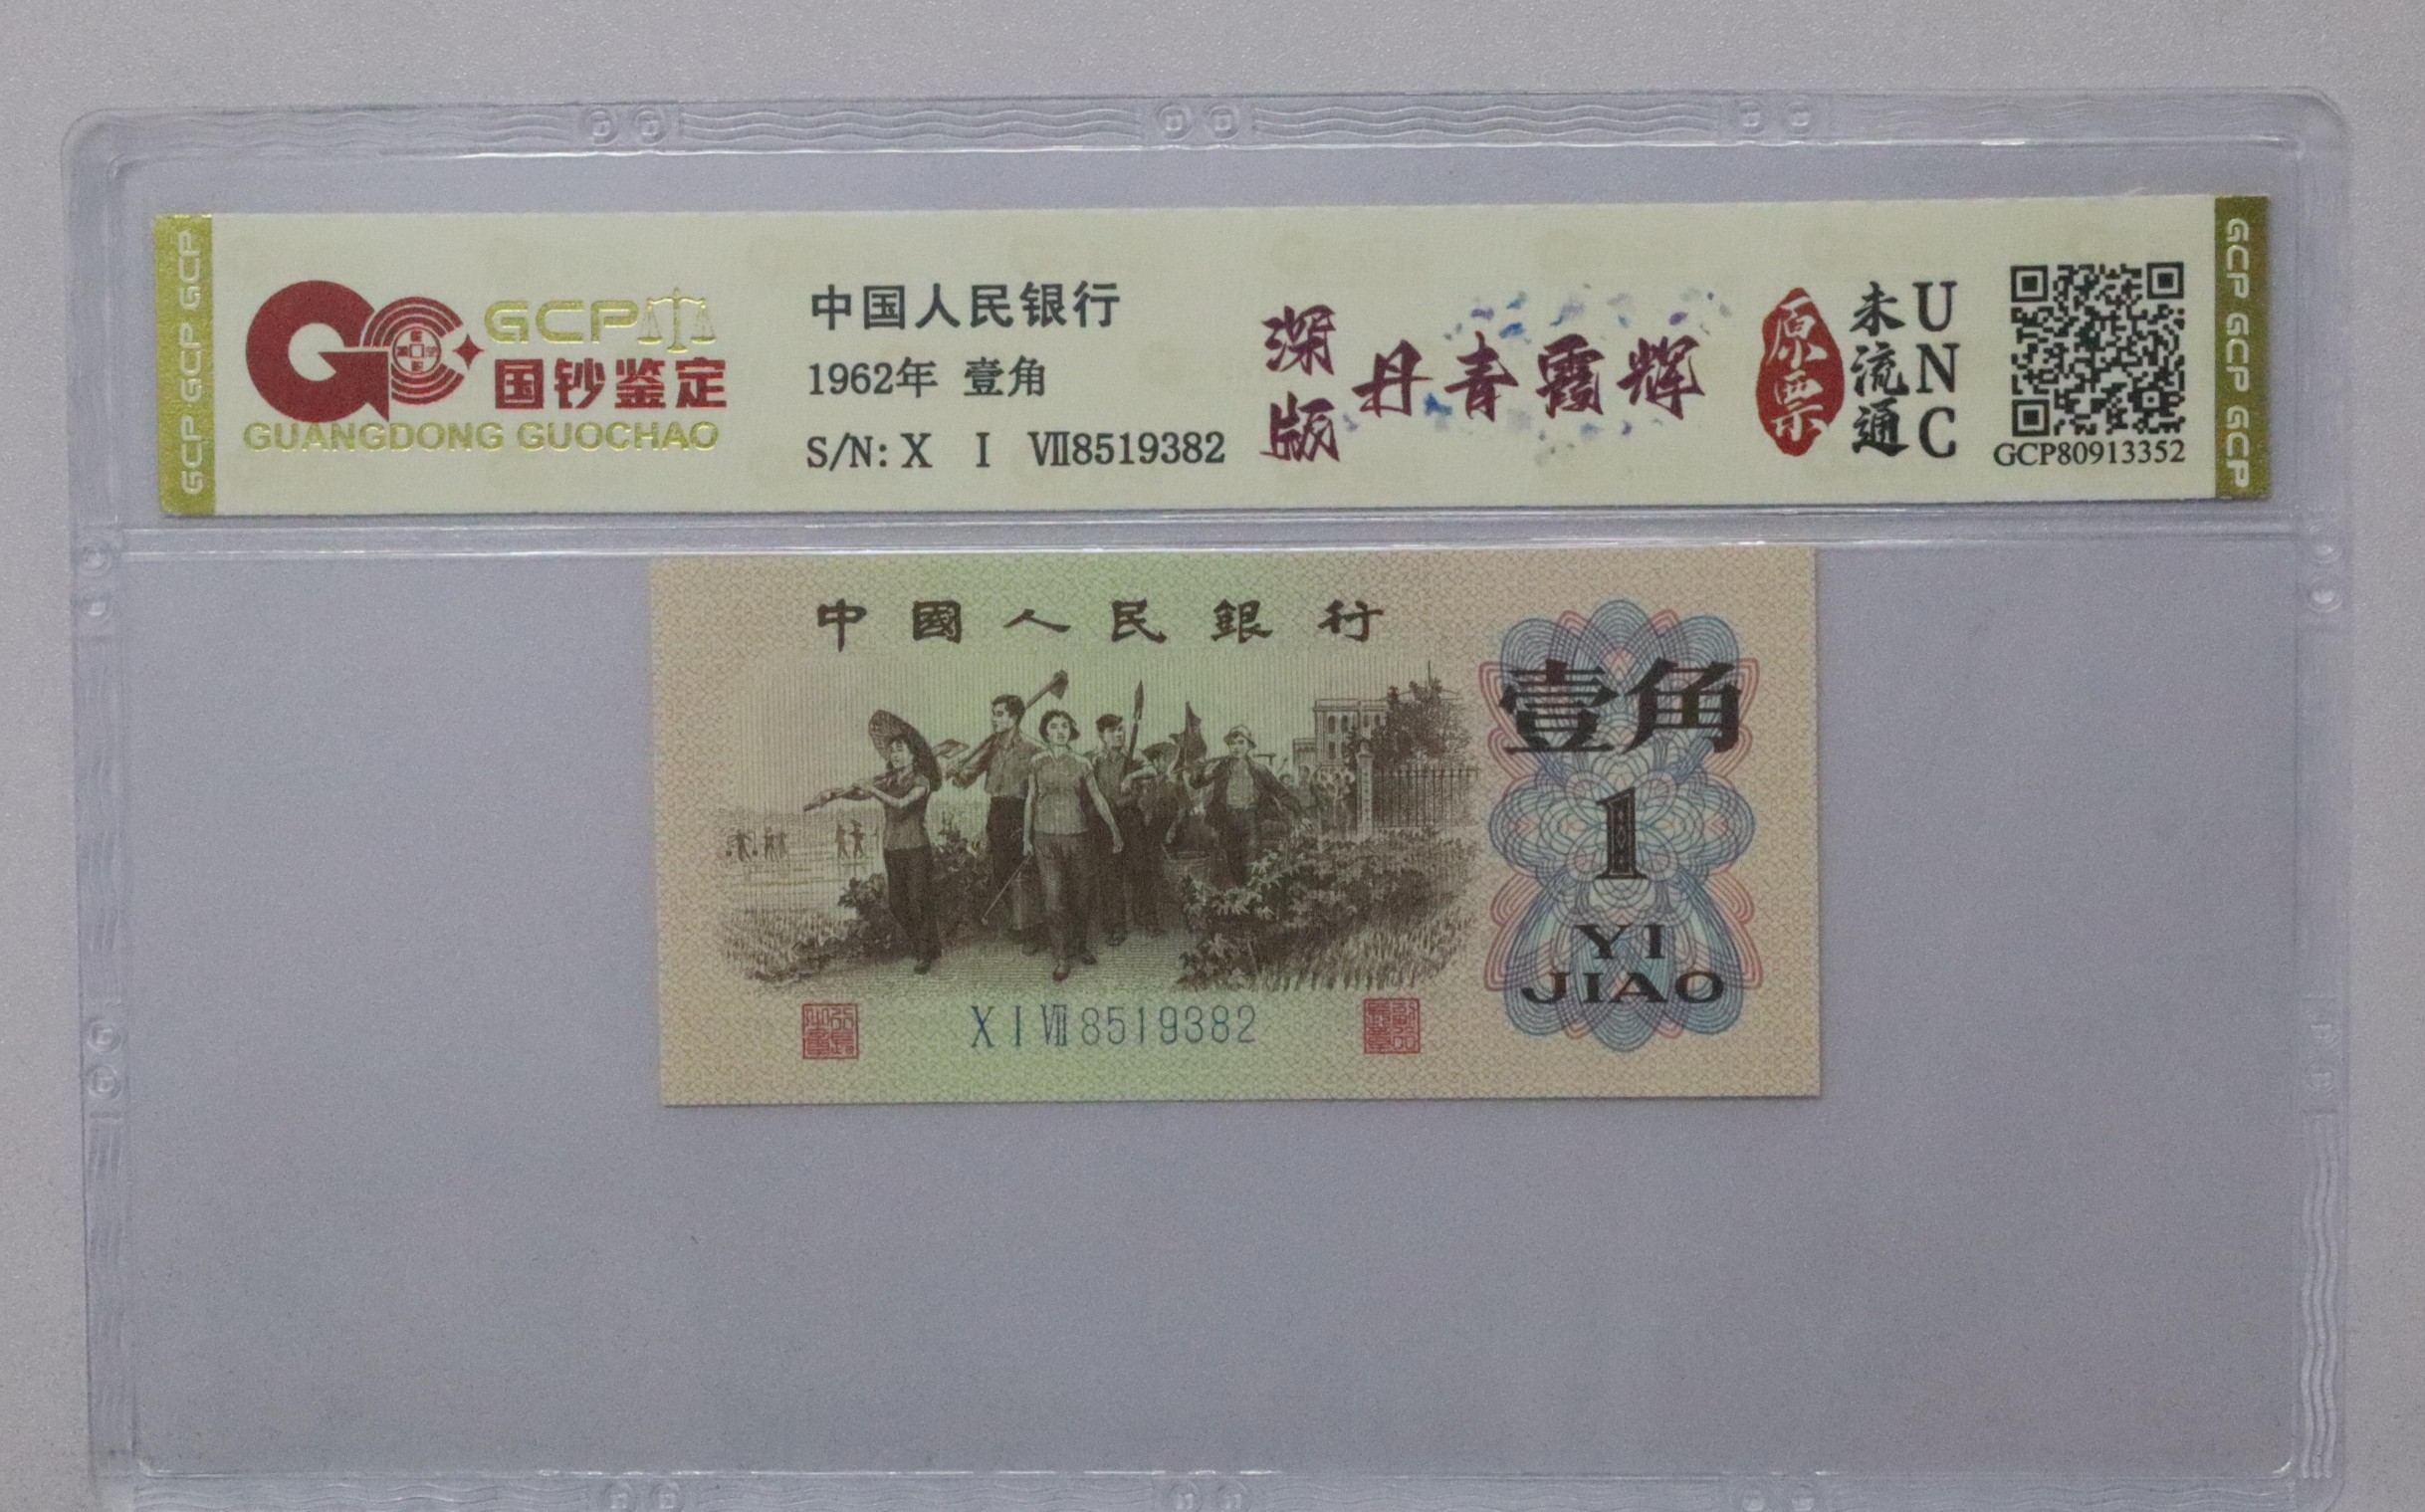 GCP GCP GCP
GCP
国钞鉴定
GUANGDONG GUOCHAO
中国人民银行
1962年 壹角
S/N: X I Ⅶ8519382
深版
丹青霞辉
原票
未流通
UNC
GCP80913352
GCP GCP GCP
中國人民銀行
壹角
1
YI
JIAO
X I Ⅶ 8519382